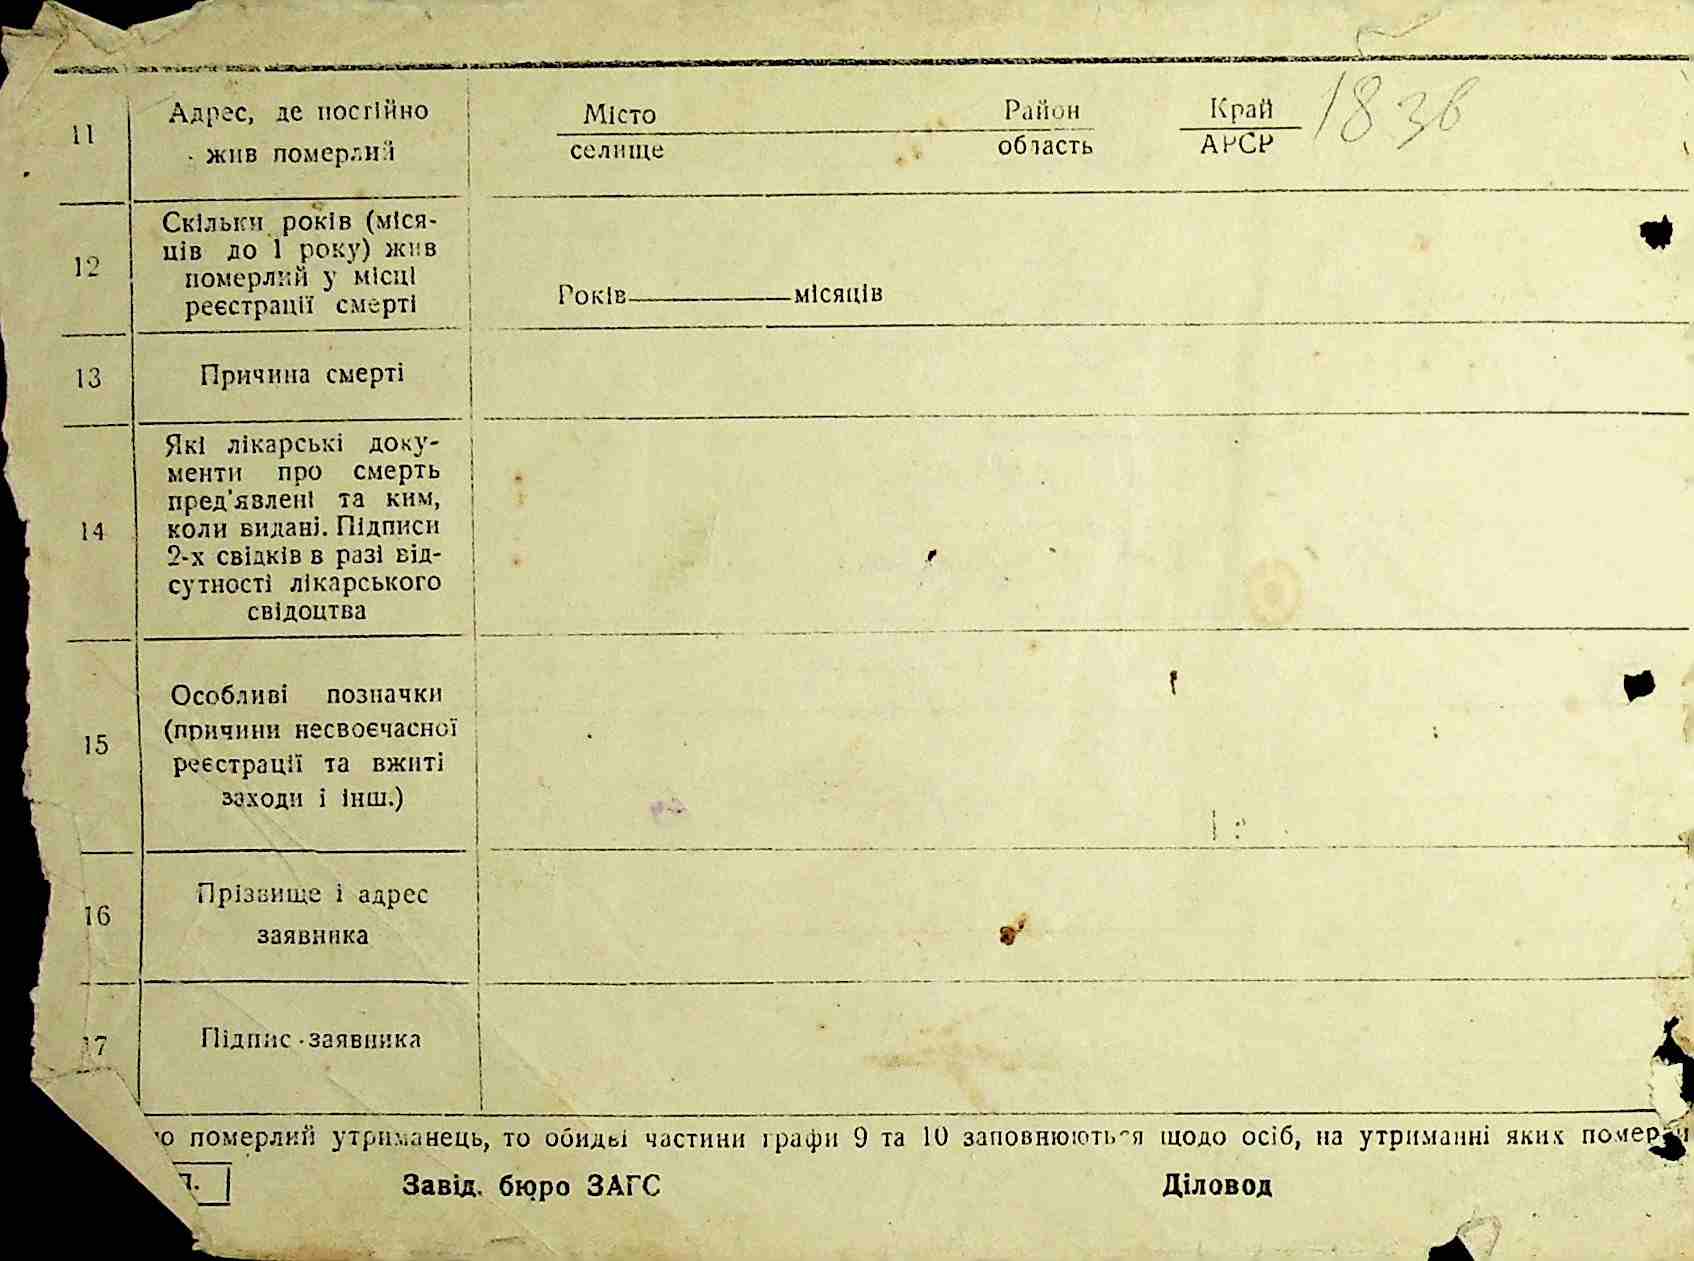 183б
11 Адрес, де постійно Місто Район Край
жив померлий селище область АРСР
Скільки років (міся-
ців до 1 року) жив
12 померлий у місці
реєстрації смерті Років місяців
13 Причина смерті
Які лікарські доку-
менти про смерть
пред'явлені та ким,
14 коли видані. Підписи
2-х свідків в разі від-
сутності лікарського
свідоцтва
Особливі позначки
(причини несвоєчасної
15 реєстрації та вжиті
заходи і інш.)
16 Прізвище і адрес
заявника
17 Підпис заявника
померлий утриманець, то обидві частини графи 9 та 10 заповнюються щодо осіб, на утриманні яких
Завід. бюро ЗАГС Діловод